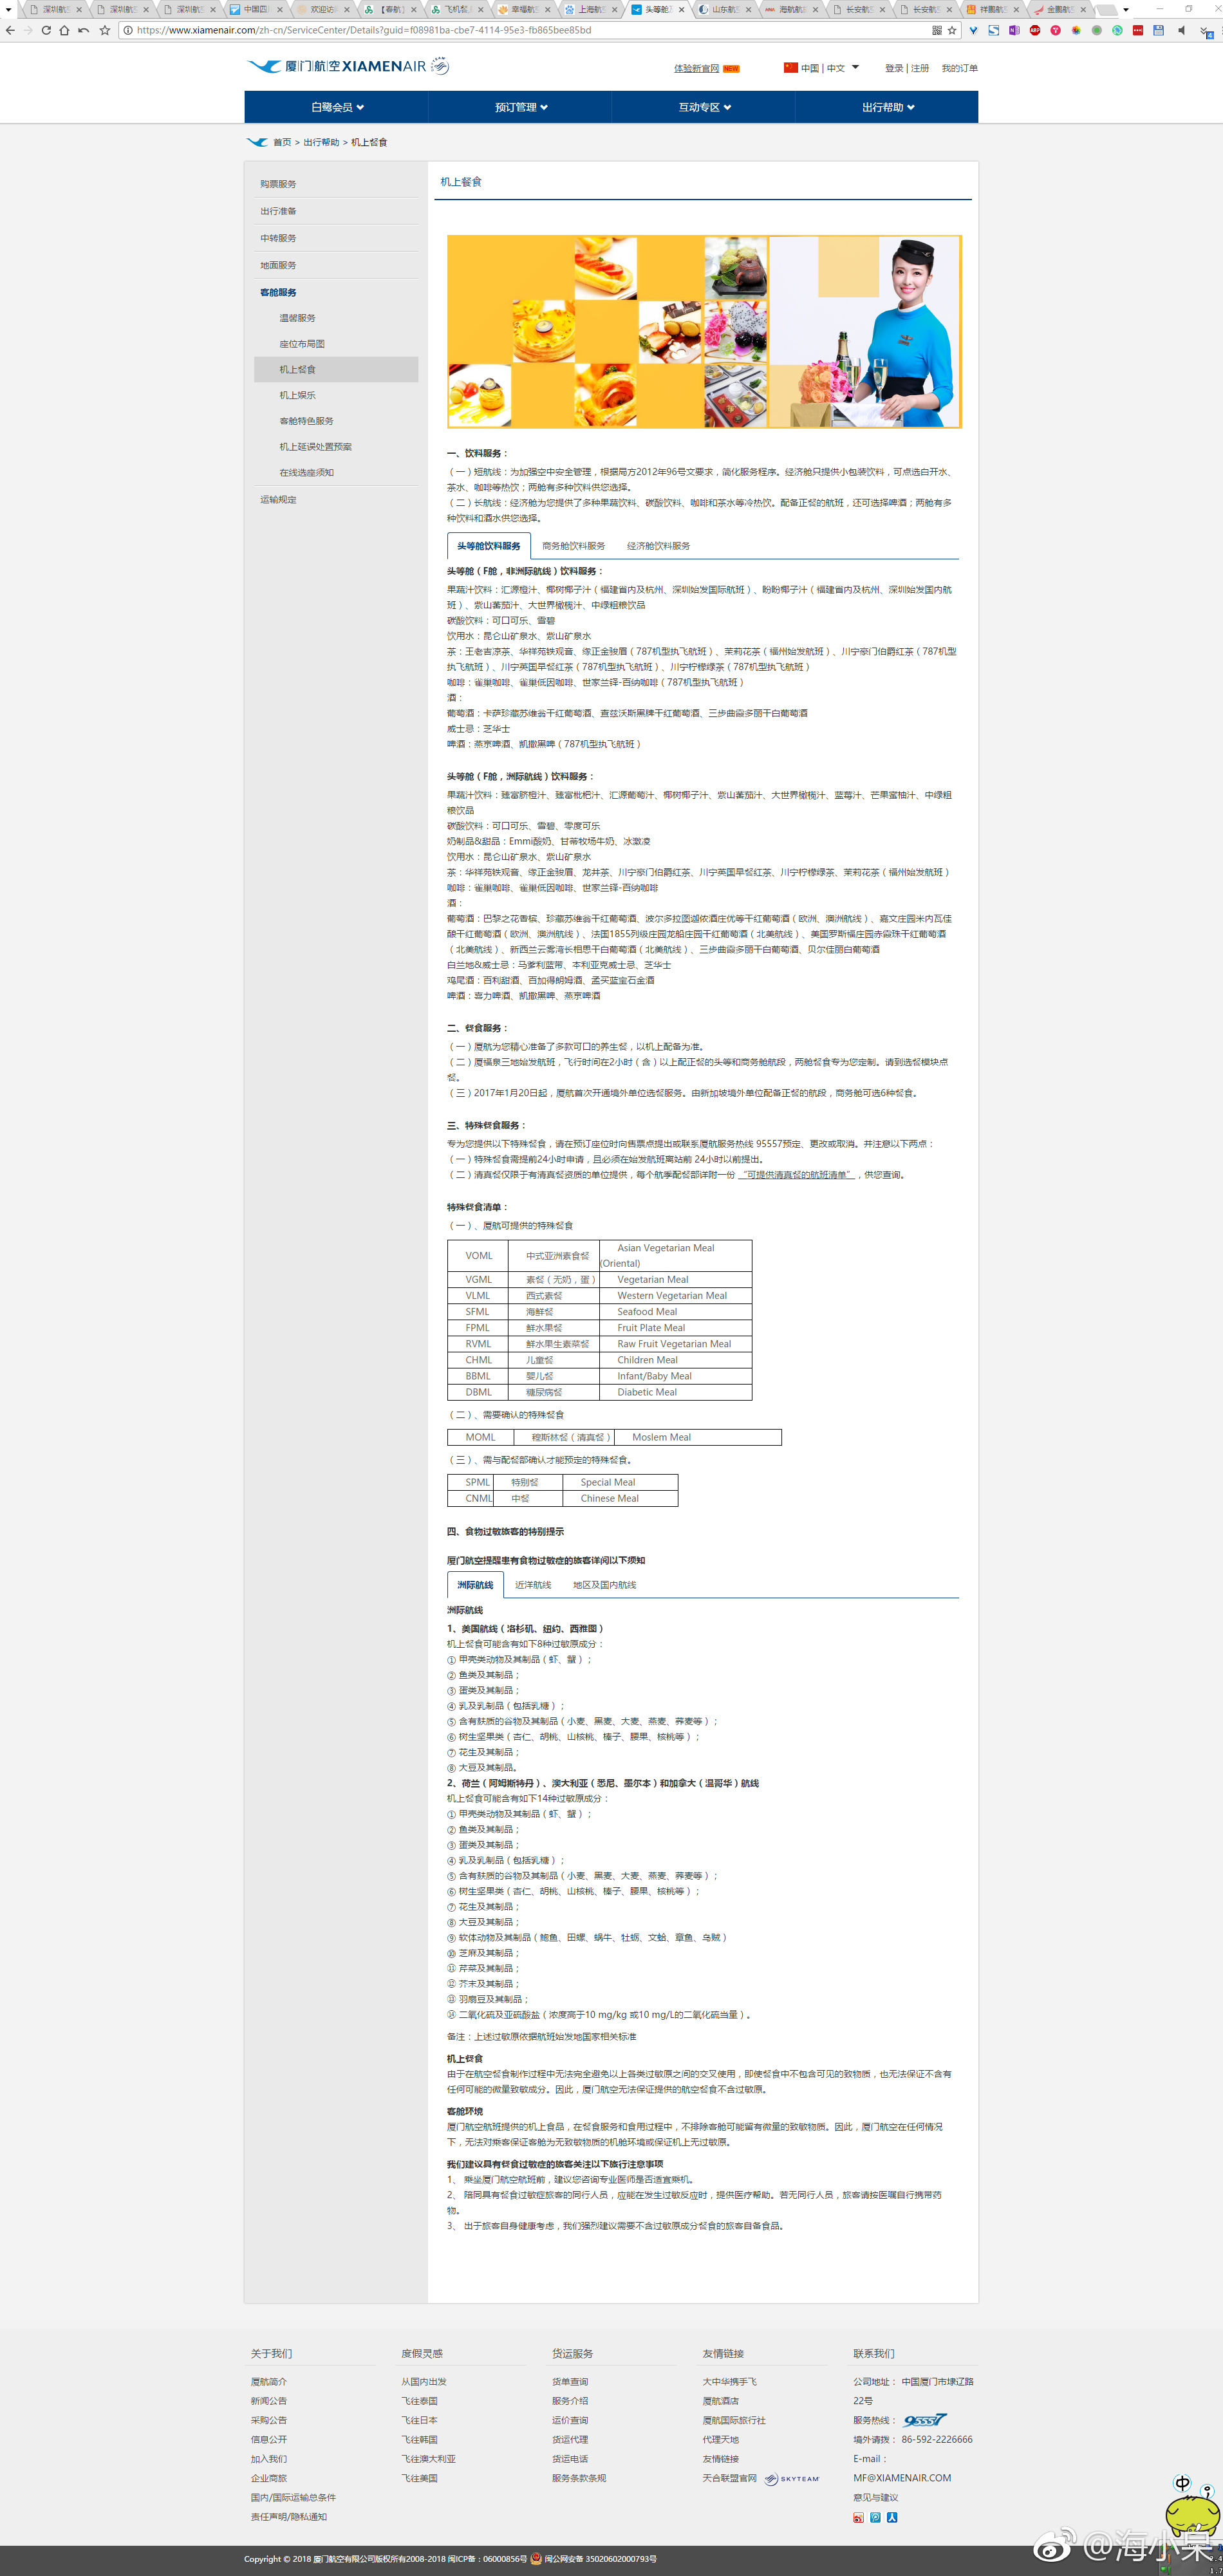 深圳航空
深圳航空
深圳航空
中国四川
欢迎访问
【春航】
飞机餐
幸福航空
上海航空
头等舱
山东航空
海航航空
长安航空
长安航空
祥鹏航空
金鹏航空
https://www.xiamenair.com/zh-cn/ServiceCenter/Details?guid=f08981ba-cbe7-4114-95e3-fb865bee85bd
厦门航空XIAMENAIR
体验新官网 NEW
中国 | 中文
登录 | 注册 我的订单
白鹭会员
预订管理
互动专区
出行帮助
首页 > 出行帮助 > 机上餐食
购票服务
出行准备
中转服务
地面服务
客舱服务
温馨服务
座位布局图
机上餐食
机上娱乐
客舱特色服务
机上延误处置预案
在线选座须知
运输规定
机上餐食
一、饮料服务：
（一）短航线：为加强空中安全管理，根据局方2012年96号文要求，简化服务程序。经济舱只提供小包装饮料，可点选白开水、
茶水、咖啡等热饮；两舱有多种饮料供您选择。
（二）长航线：经济舱为您提供了多种果蔬饮料、碳酸饮料、咖啡和茶水等冷热饮。配备正餐的航班，还可选择啤酒；两舱有多
种饮料和酒水供您选择。
头等舱饮料服务 商务舱饮料服务 经济舱饮料服务
头等舱（F舱，非洲际航线）饮料服务：
果蔬汁饮料：汇源橙汁、椰树椰子汁（福建省内及杭州、深圳始发国际航班）、盼盼椰子汁（福建省内及杭州、深圳始发国内航
班）、紫山蕃茄汁、大世界橄榄汁、中绿粗粮饮品
碳酸饮料：可口可乐、雪碧
饮用水：昆仑山矿泉水、紫山矿泉水
茶：王老吉凉茶、华祥苑铁观音、缘正金骏眉（787机型执飞航班）、茉莉花茶（福州始发航班）、川宁豪门伯爵红茶（787机型
执飞航班）、川宁英国早餐红茶（787机型执飞航班）、川宁柠檬绿茶（787机型执飞航班）
咖啡：雀巢咖啡、雀巢低因咖啡、世家兰铎-百纳咖啡（787机型执飞航班）
酒：
葡萄酒：卡萨珍藏苏维翁干红葡萄酒、查兹沃斯黑牌干红葡萄酒、三步曲霞多丽干白葡萄酒
威士忌：芝华士
啤酒：燕京啤酒、凯撒黑啤（787机型执飞航班）
头等舱（F舱，洲际航线）饮料服务：
果蔬汁饮料：臻富脐橙汁、臻富枇杷汁、汇源葡萄汁、椰树椰子汁、紫山蕃茄汁、大世界橄榄汁、蓝莓汁、芒果蜜柚汁、中绿粗
粮饮品
碳酸饮料：可口可乐、雪碧、零度可乐
奶制品&甜品：Emmi酸奶、甘蒂牧场牛奶、冰激凌
饮用水：昆仑山矿泉水、紫山矿泉水
茶：华祥苑铁观音、缘正金骏眉、龙井茶、川宁豪门伯爵红茶、川宁英国早餐红茶、川宁柠檬绿茶、茉莉花茶（福州始发航班）
咖啡：雀巢咖啡、雀巢低因咖啡、世家兰铎-百纳咖啡
酒：
葡萄酒：巴黎之花香槟、珍藏苏维翁干红葡萄酒、波尔多拉图迦侬酒庄优等干红葡萄酒（欧洲、澳洲航线）、嘉文庄园米内瓦佳
酿干红葡萄酒（欧洲、澳洲航线）、法国1855列级庄园龙船庄园干红葡萄酒（北美航线）、美国罗斯福庄园赤霞珠干红葡萄酒
（北美航线）、新西兰云雾湾长相思干白葡萄酒（北美航线）、三步曲霞多丽干白葡萄酒、贝尔佳丽白葡萄酒
白兰地&威士忌：马爹利蓝带、本利亚克威士忌、芝华士
鸡尾酒：百利甜酒、百加得朗姆酒、孟买蓝宝石金酒
啤酒：喜力啤酒、凯撒黑啤、燕京啤酒
二、餐食服务：
（一）厦航为您精心准备了多款可口的养生餐，以机上配备为准。
（二）厦福泉三地始发航班，飞行时间在2小时（含）以上配正餐的头等和商务舱航段，两舱餐食专为您定制。请到选餐模块点
餐。
（三）2017年1月20日起，厦航首次开通境外单位选餐服务。由新加坡境外单位配备正餐的航段，商务舱可选6种餐食。
三、特殊餐食服务：
专为您提供以下特殊餐食，请在预订座位时向售票点提出或联系厦航服务热线 95557预定、更改或取消。并注意以下两点：
（一）特殊餐需提前24小时申请，且必须在始发航班离站前 24小时以前提出。
（二）清真餐仅限于有清真餐资质的单位提供，每个航季配餐部详附一份 “可提供清真餐的航班清单” ，供您查询。
特殊餐食清单：
（一）、厦航可提供的特殊餐食
VOML 中式亚洲素食餐 Asian Vegetarian Meal
(Oriental)
VGML 素餐（无奶，蛋） Vegetarian Meal
VLML 西式素餐 Western Vegetarian Meal
SFML 海鲜餐 Seafood Meal
FPML 鲜水果餐 Fruit Plate Meal
RVML 鲜水果生素菜餐 Raw Fruit Vegetarian Meal
CHML 儿童餐 Children Meal
BBML 婴儿餐 Infant/Baby Meal
DBML 糖尿病餐 Diabetic Meal
（二）、需要确认的特殊餐食
MOML 穆斯林餐（清真餐） Moslem Meal
（三）、需与配餐部确认才能预定的特殊餐食。
SPML 特别餐 Special Meal
CNML 中餐 Chinese Meal
四、食物过敏旅客的特别提示
厦门航空提醒患有食物过敏症的旅客详阅以下须知
洲际航线 近洋航线 地区及国内航线
洲际航线
1、美国航线（洛杉矶、纽约、西雅图）
机上餐食可能含有如下8种过敏原成分：
① 甲壳类动物及其制品（虾、蟹）；
② 鱼类及其制品；
③ 蛋类及其制品；
④ 乳及乳制品（包括乳糖）；
⑤ 含有麸质的谷物及其制品（小麦、黑麦、大麦、燕麦、荞麦等）；
⑥ 树生坚果类（杏仁、胡桃、山核桃、榛子、腰果、核桃等）；
⑦ 花生及其制品；
⑧ 大豆及其制品。
2、荷兰（阿姆斯特丹）、澳大利亚（悉尼、墨尔本）和加拿大（温哥华）航线
机上餐食可能含有如下14种过敏原成分：
① 甲壳类动物及其制品（虾、蟹）；
② 鱼类及其制品；
③ 蛋类及其制品；
④ 乳及乳制品（包括乳糖）；
⑤ 含有麸质的谷物及其制品（小麦、黑麦、大麦、燕麦、荞麦等）；
⑥ 树生坚果类（杏仁、胡桃、山核桃、榛子、腰果、核桃等）；
⑦ 花生及其制品；
⑧ 大豆及其制品；
⑨ 软体动物及其制品（鲍鱼、田螺、蜗牛、牡蛎、文蛤、章鱼、乌贼）
⑩ 芝麻及其制品；
⑪ 芹菜及其制品；
⑫ 芥末及其制品；
⑬ 羽扇豆及其制品；
⑭ 二氧化硫及亚硫酸盐（浓度高于10 mg/kg 或10 mg/L的二氧化硫当量）。
备注：上述过敏原依据航班始发地国家相关标准
机上餐食
由于在航空餐食制作过程中无法完全避免以上各类过敏原之间的交叉使用，即使餐食中不包含可见的致物质，也无法保证不含有
任何可能的微量致敏成分。因此，厦门航空无法保证提供的航空餐食不含过敏原。
客舱环境
厦门航空航班提供的机上食品，在餐食服务和食用过程中，不排除客舱可能留有微量的致敏物质。因此，厦门航空在任何情况
下，无法对乘客保证客舱为无致敏物质的机舱环境或保证机上无过敏原。
我们建议具有餐食过敏症的旅客关注以下旅行注意事项
1、 乘坐厦门航空航班前，建议您咨询专业医师是否适宜乘机。
2、 陪同具有餐食过敏症旅客的同行人员，应能在发生过敏反应时，提供医疗帮助。若无同行人员，旅客请按医嘱自行携带药
物。
3、 出于旅客自身健康考虑，我们强烈建议需要不含过敏原成分餐食的旅客自备食品。
关于我们
厦航简介
新闻公告
采购公告
信息公开
加入我们
企业商旅
国内/国际运输总条件
责任声明/隐私通知
度假灵感
从国内出发
飞往泰国
飞往日本
飞往韩国
飞往澳大利亚
飞往美国
货运服务
货单查询
服务介绍
运价查询
货运代理
货运电话
服务条款条规
友情链接
大中华携手飞
厦航酒店
厦航国际旅行社
代理天地
友情链接
天合联盟官网 SKYTEAM
联系我们
公司地址： 中国厦门市埭辽路
22号
服务热线： 95557
境外请拨： 86-592-2226666
E-mail：
MF@XIAMENAIR.COM
意见与建议
中
Copyright © 2018 厦门航空有限公司版权所有2008-2018 闽ICP备：06000856号 闽公网安备 35020602000793号
@海小枭